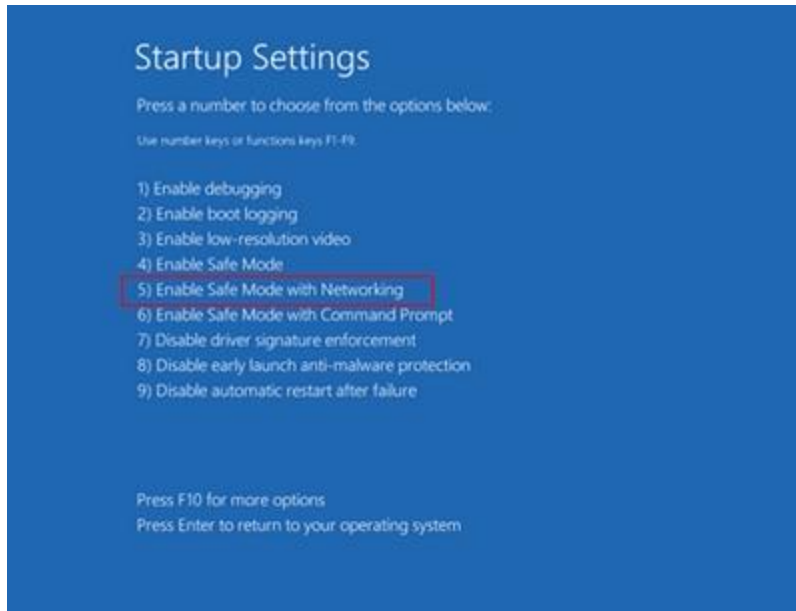 Startup Settings
Press a number to choose from the options below:
Use number keys or functions keys F1-F9.
1) Enable debugging
2) Enable boot logging
3) Enable low-resolution video
4) Enable Safe Mode
5) Enable Safe Mode with Networking
6) Enable Safe Mode with Command Prompt
7) Disable driver signature enforcement
8) Disable early launch anti-malware protection
9) Disable automatic restart after failure
Press F10 for more options
Press Enter to return to your operating system